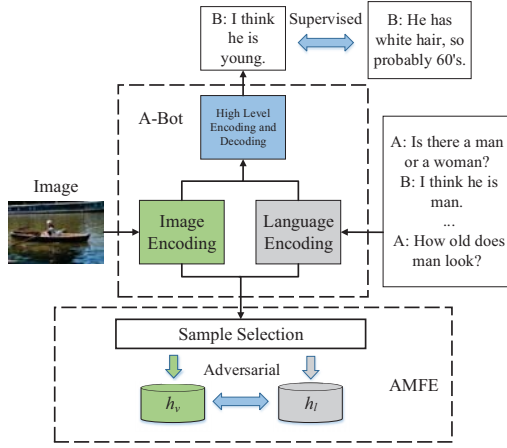 B: I think
he is
young.
Supervised
B: He has
white hair, so
probably 60's.
A-Bot
High Level
Encoding and
Decoding
Image
Image
Encoding
Language
Encoding
A: Is there a man
or a woman?
B: I think he is
man.
...
A: How old does
man look?
Sample Selection
Adversarial
AMFE
h_v
h_l